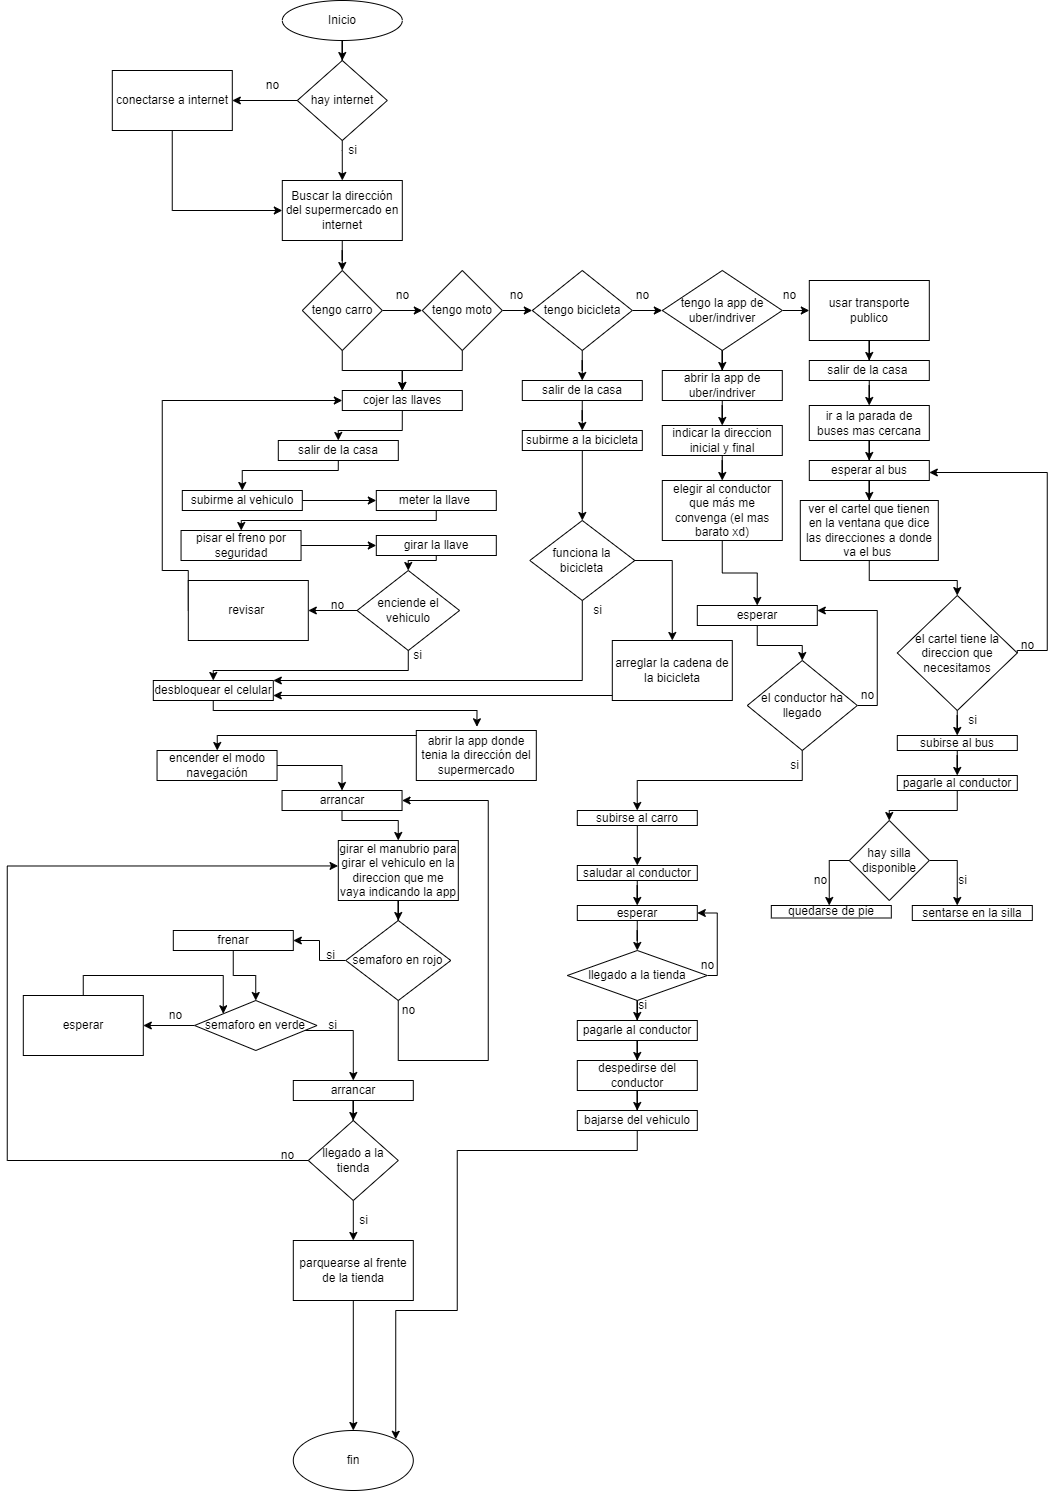 Inicio
no
hay internet
conectarse a internet
si
Buscar la dirección
del supermercado en
internet
tengo carro
no
tengo moto
no
tengo bicicleta
no
tengo la app de
uber/indriver
no
usar transporte
publico
cojer las llaves
salir de la casa
subirme al vehiculo
meter la llave
pisar el freno por
seguridad
girar la llave
enciende el
vehiculo
no
revisar
si
salir de la casa
subirme a la bicicleta
funciona la
bicicleta
si
arreglar la cadena de
la bicicleta
abrir la app de
uber/indriver
indicar la direccion
inicial y final
elegir al conductor
que más me
convenga (el mas
barato xd)
esperar
el conductor ha
llegado
no
si
salir de la casa
ir a la parada de
buses mas cercana
esperar al bus
ver el cartel que tienen
en la ventana que dice
las direcciones a donde
va el bus
el cartel tiene la
direccion que
necesitamos
no
si
subirse al bus
pagarle al conductor
hay silla
disponible
no
si
quedarse de pie
sentarse en la silla
desbloquear el celular
abrir la app donde
tenia la dirección del
supermercado
encender el modo
navegación
arrancar
girar el manubrio para
girar el vehiculo en la
direccion que me
vaya indicando la app
semaforo en rojo
si
no
frenar
semaforo en verde
no
esperar
si
arrancar
llegado a la
tienda
no
si
parquearse al frente
de la tienda
subirse al carro
saludar al conductor
esperar
llegado a la tienda
no
si
pagarle al conductor
despedirse del
conductor
bajarse del vehiculo
fin